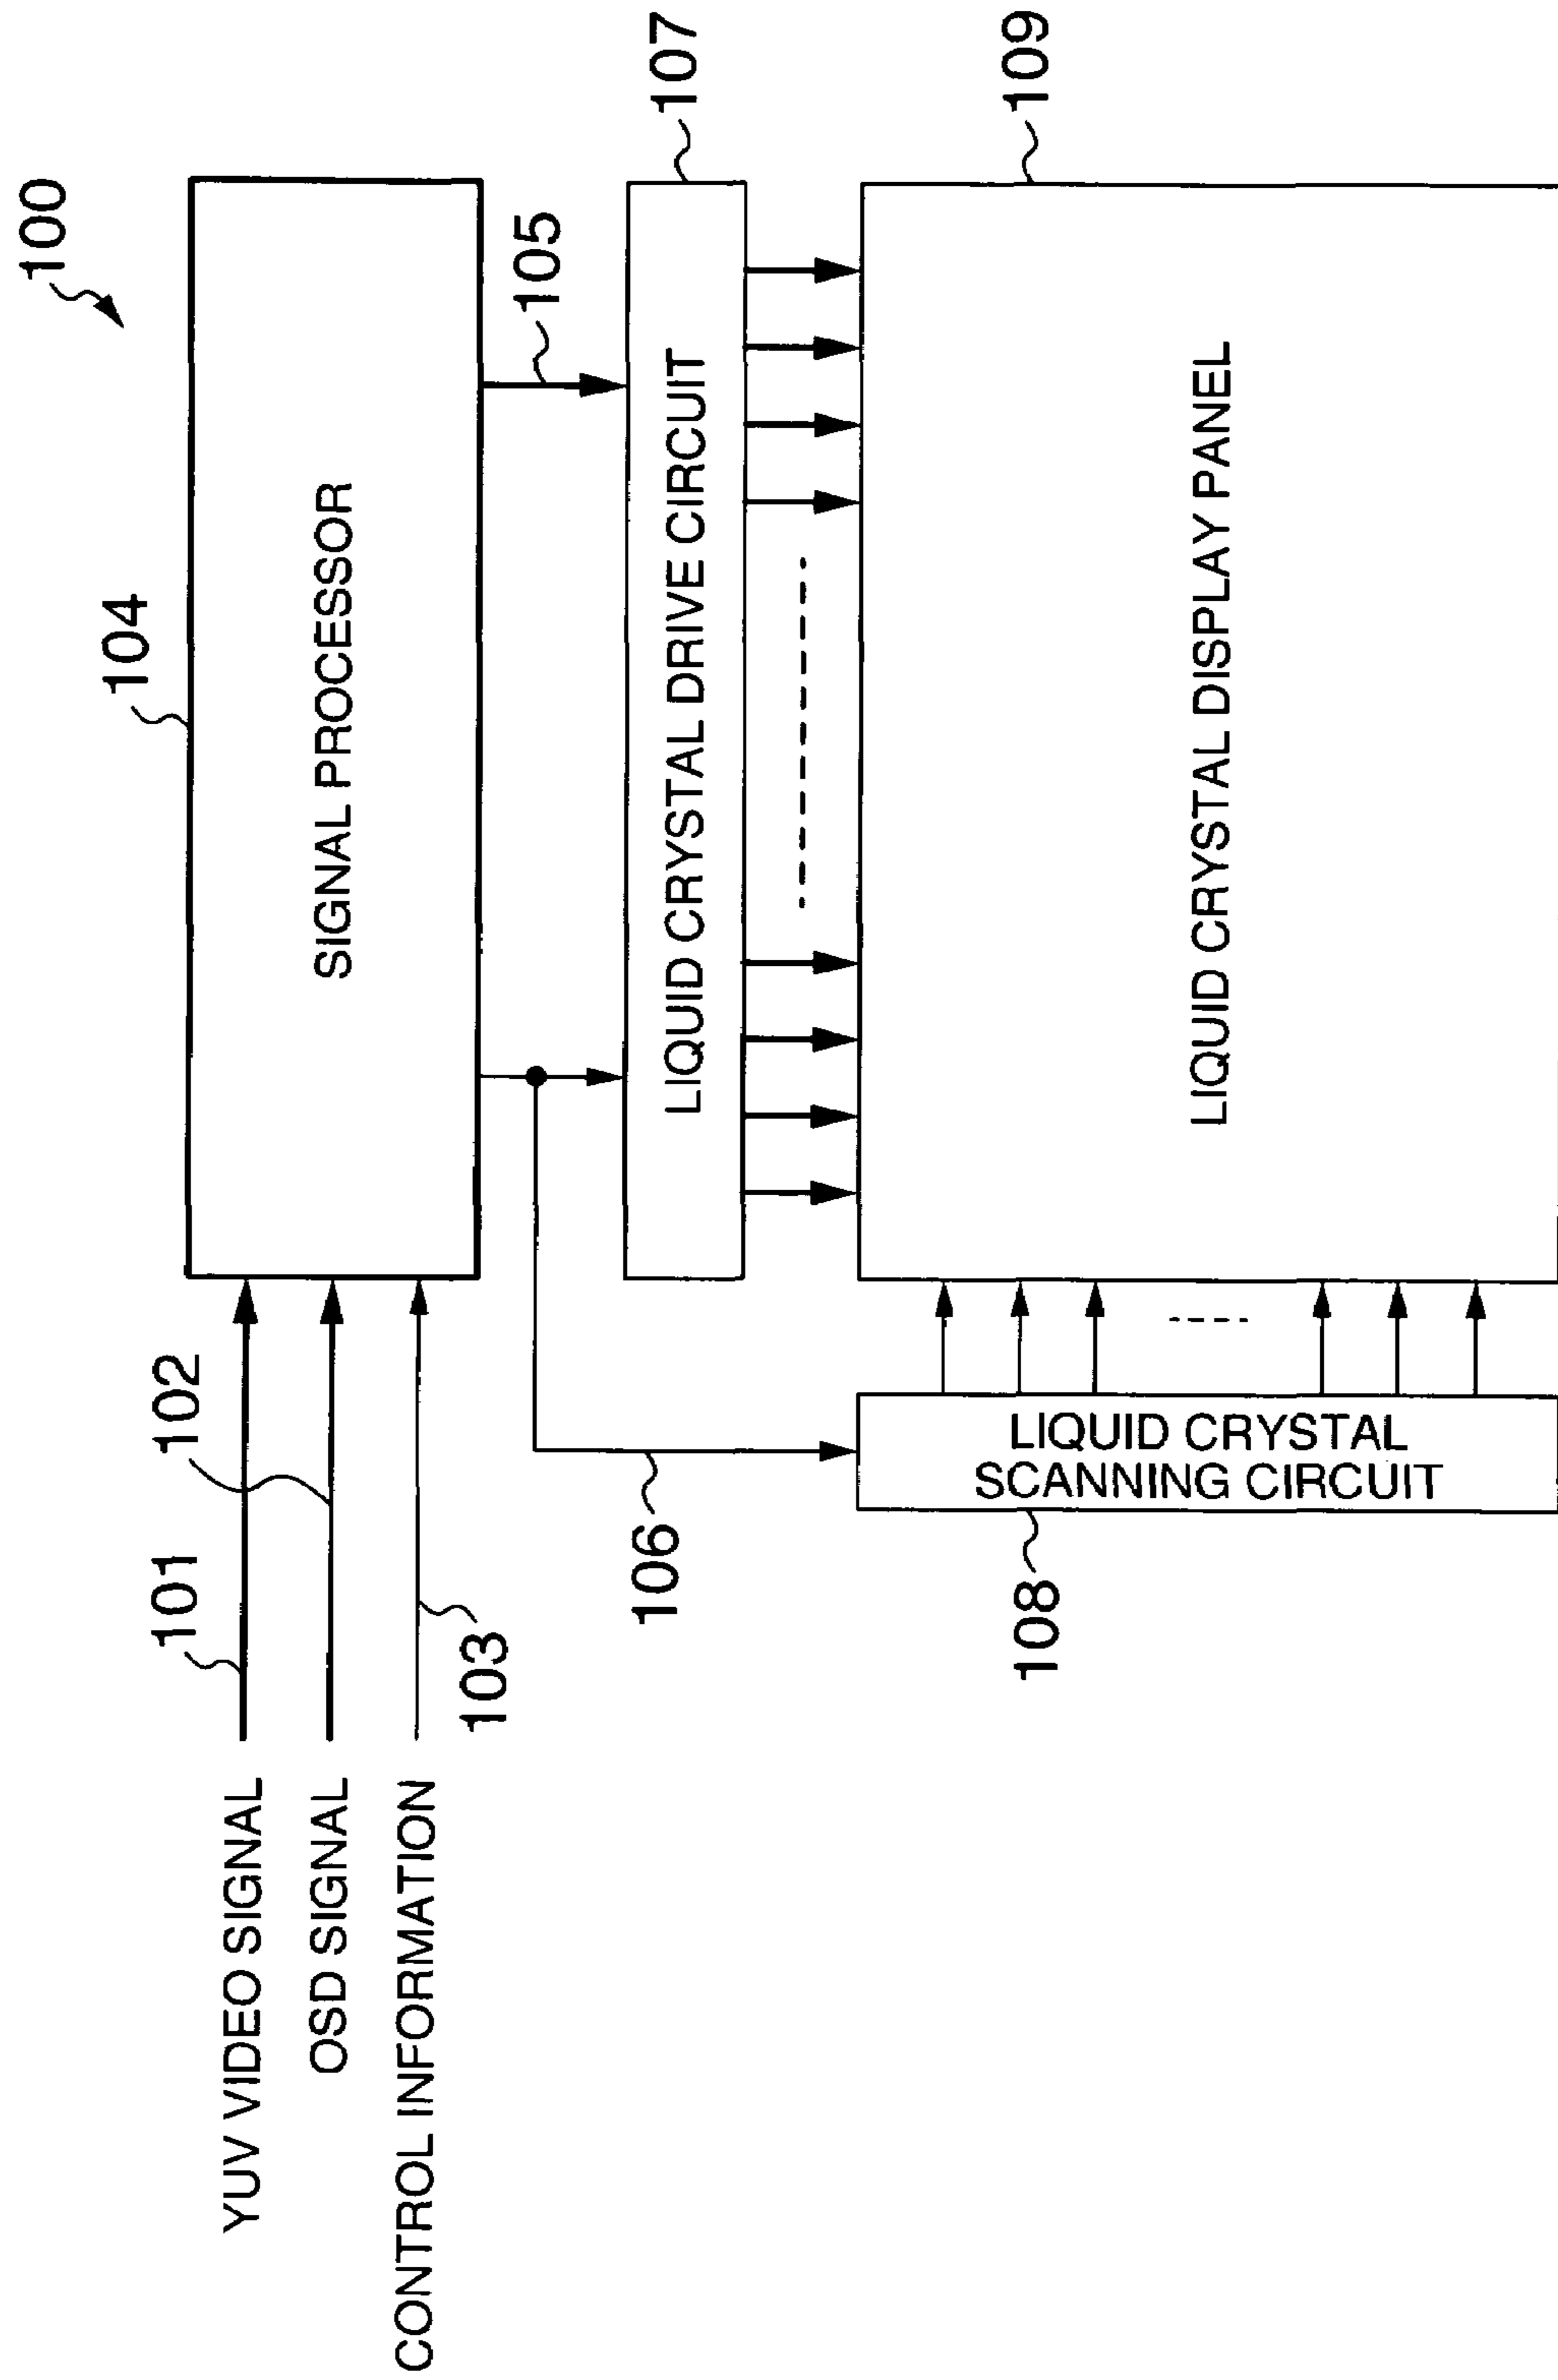 100
104
SIGNAL PROCESSOR
101
102
YUV VIDEO SIGNAL
OSD SIGNAL
CONTROL INFORMATION
103
105
106
107
LIQUID CRYSTAL DRIVE CIRCUIT
108
LIQUID CRYSTAL
SCANNING CIRCUIT
109
LIQUID CRYSTAL DISPLAY PANEL